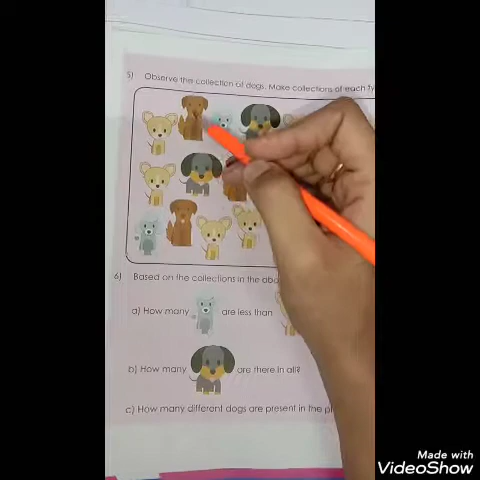 5) Observe the collection of dogs. Make collections of each
6) Based on the collections in the
a) How many are less than
b) How many are there in all?
c) How many different dogs are present in the
Made with
VideoShow